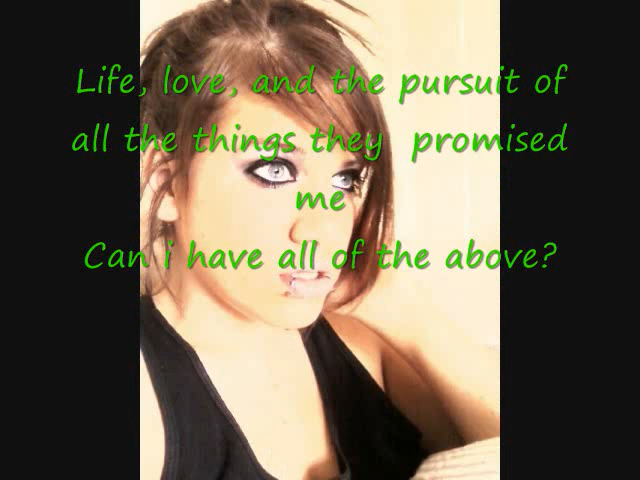 Life, love, and the pursuit of
all the things they promised
me
Can i have all of the above?